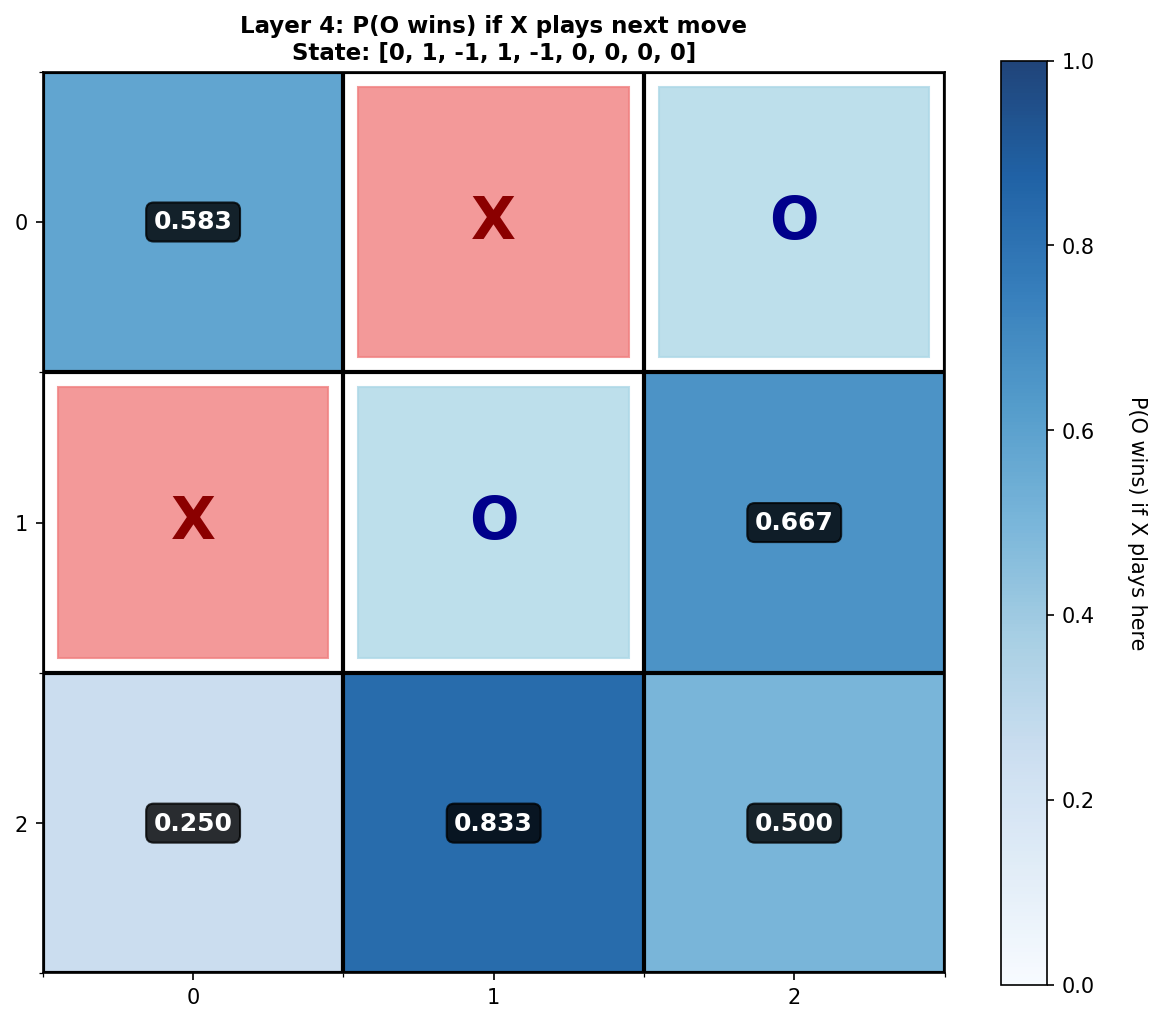 Layer 4: P(O wins) if X plays next move
State: [0, 1, -1, 1, -1, 0, 0, 0, 0]
0
0.583
X
O
1
X
O
0.667
2
0.250
0.833
0.500
0
1
2
1.0
0.8
0.6
0.4
0.2
0.0
P(O wins) if X plays here